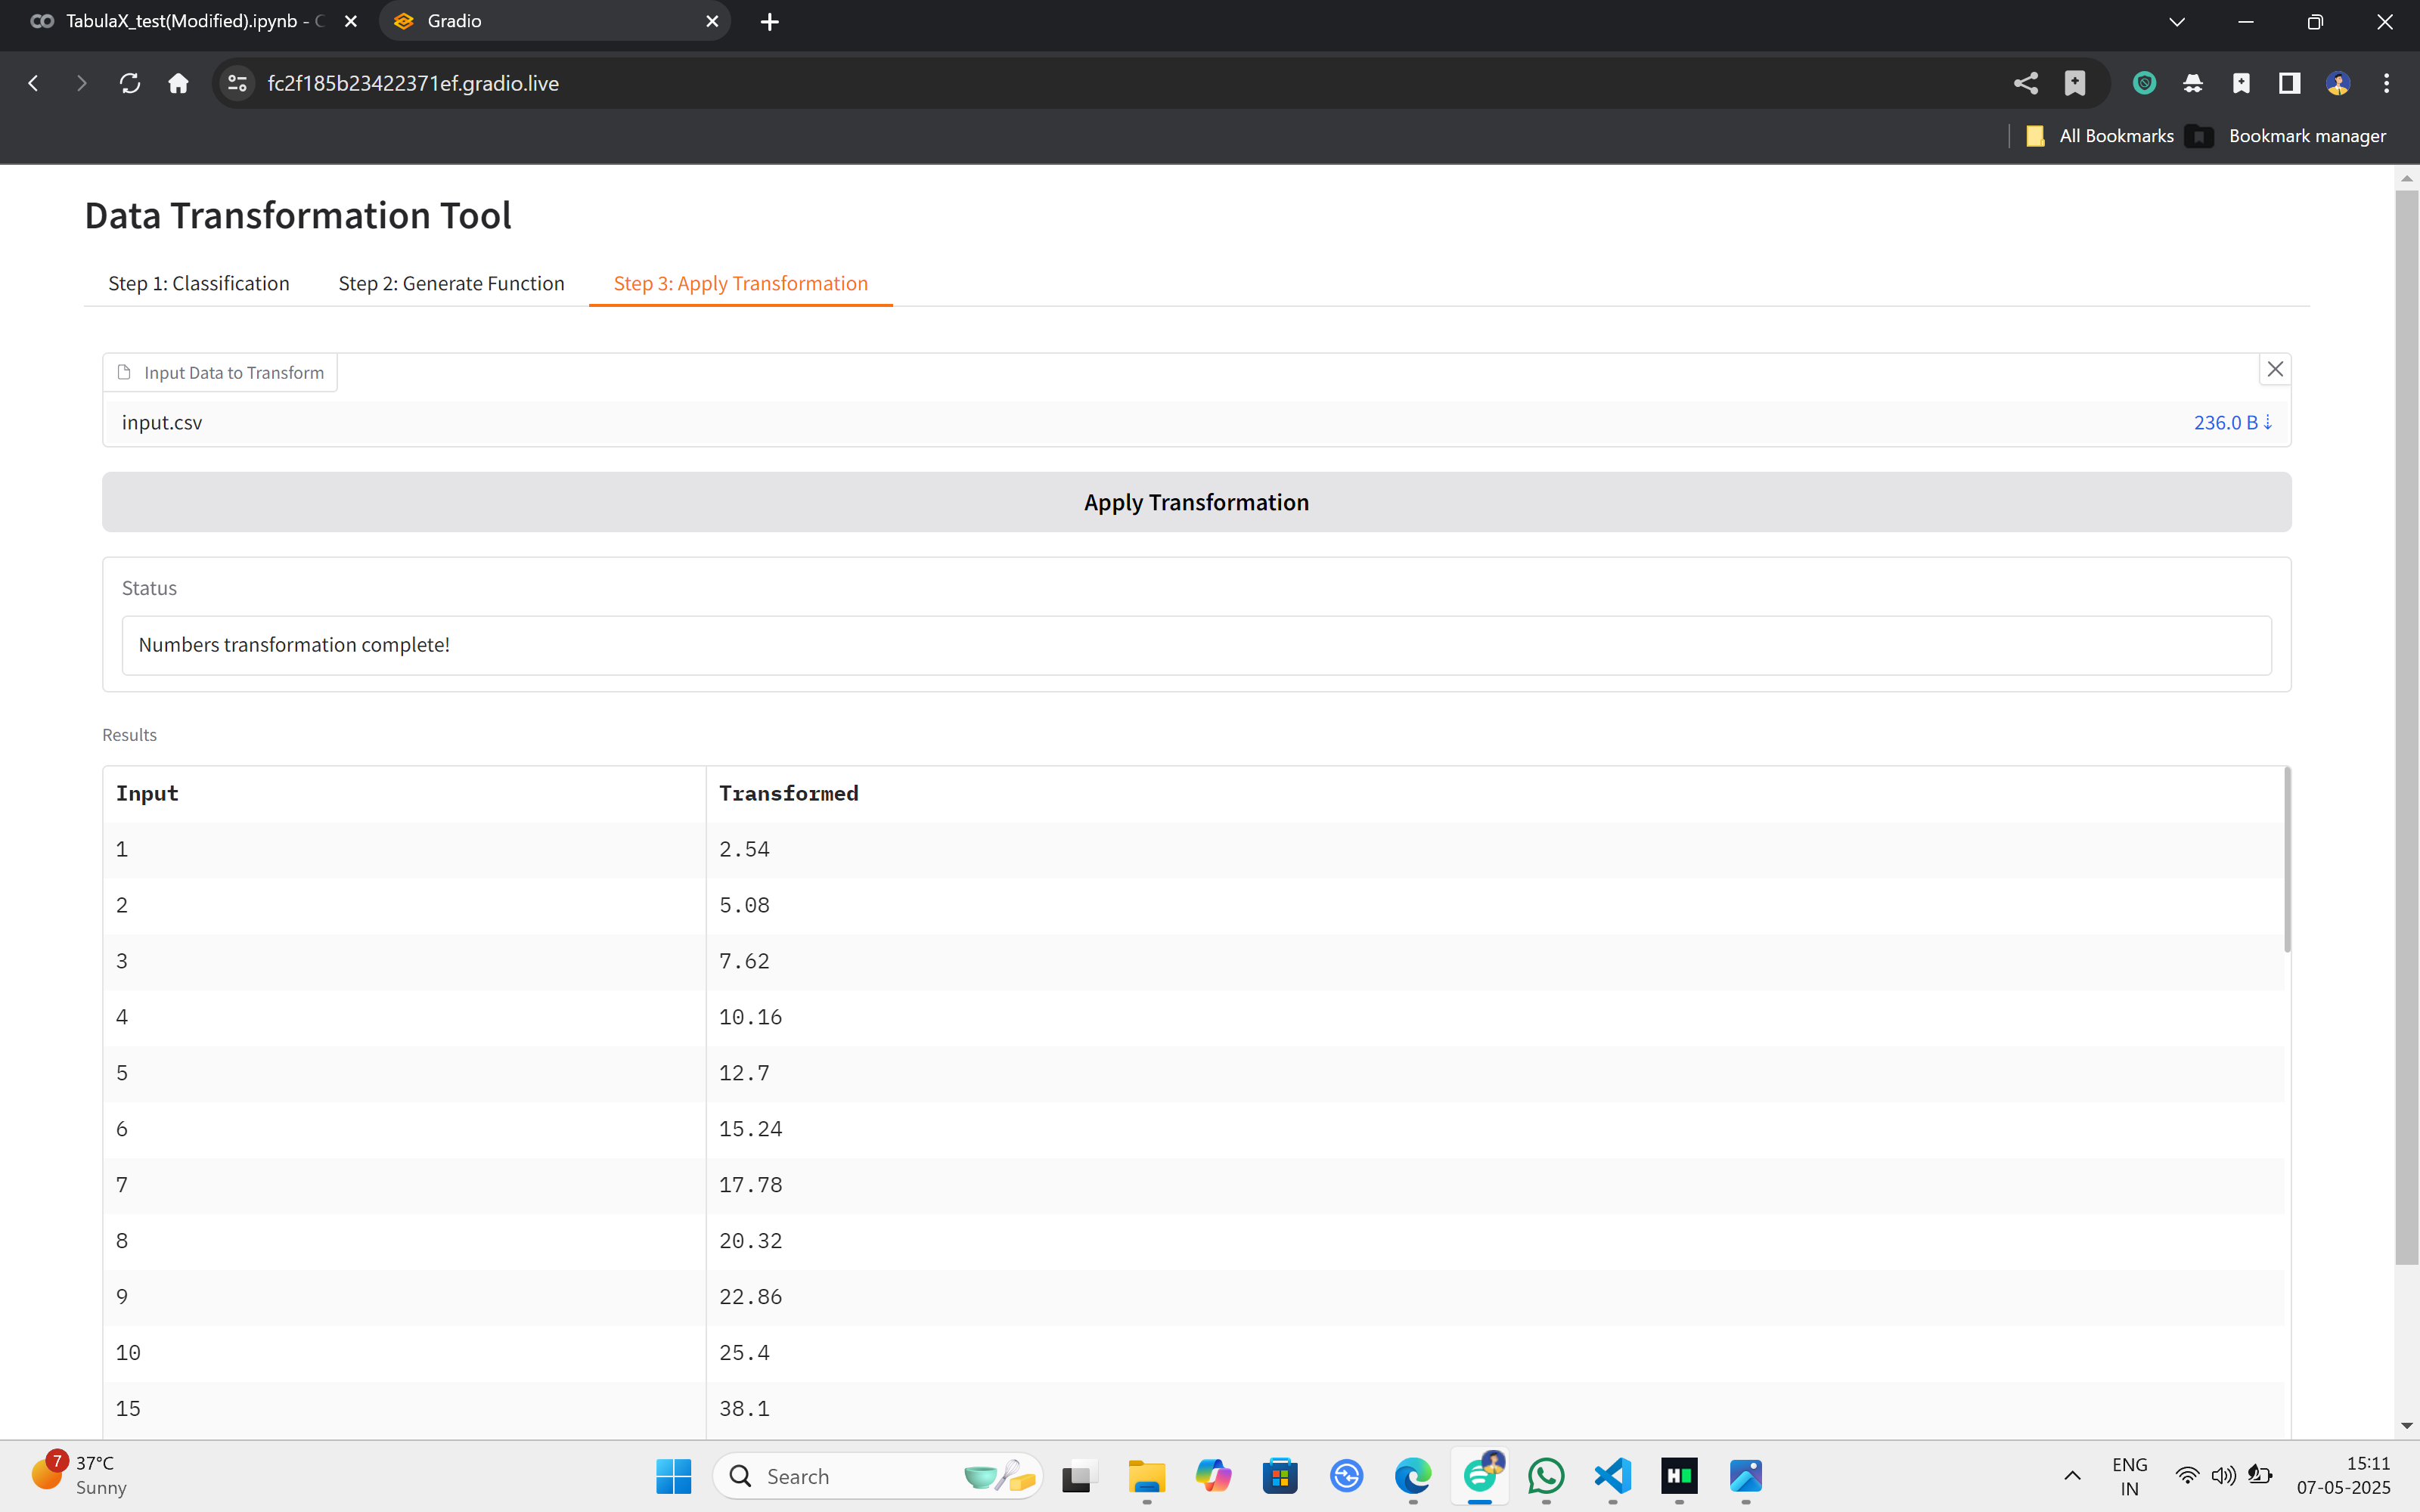 TabulaX_test(Modified).ipynb - C
Gradio
fc2f185b23422371ef.gradio.live
All Bookmarks
Bookmark manager
Data Transformation Tool
Step 1: Classification
Step 2: Generate Function
Step 3: Apply Transformation
Input Data to Transform
input.csv
236.0 B ⇣
Apply Transformation
Status
Numbers transformation complete!
Results
Input Transformed
1 2.54
2 5.08
3 7.62
4 10.16
5 12.7
6 15.24
7 17.78
8 20.32
9 22.86
10 25.4
15 38.1
7
37°C
Sunny
Search
H
ENG
IN
15:11
07-05-2025